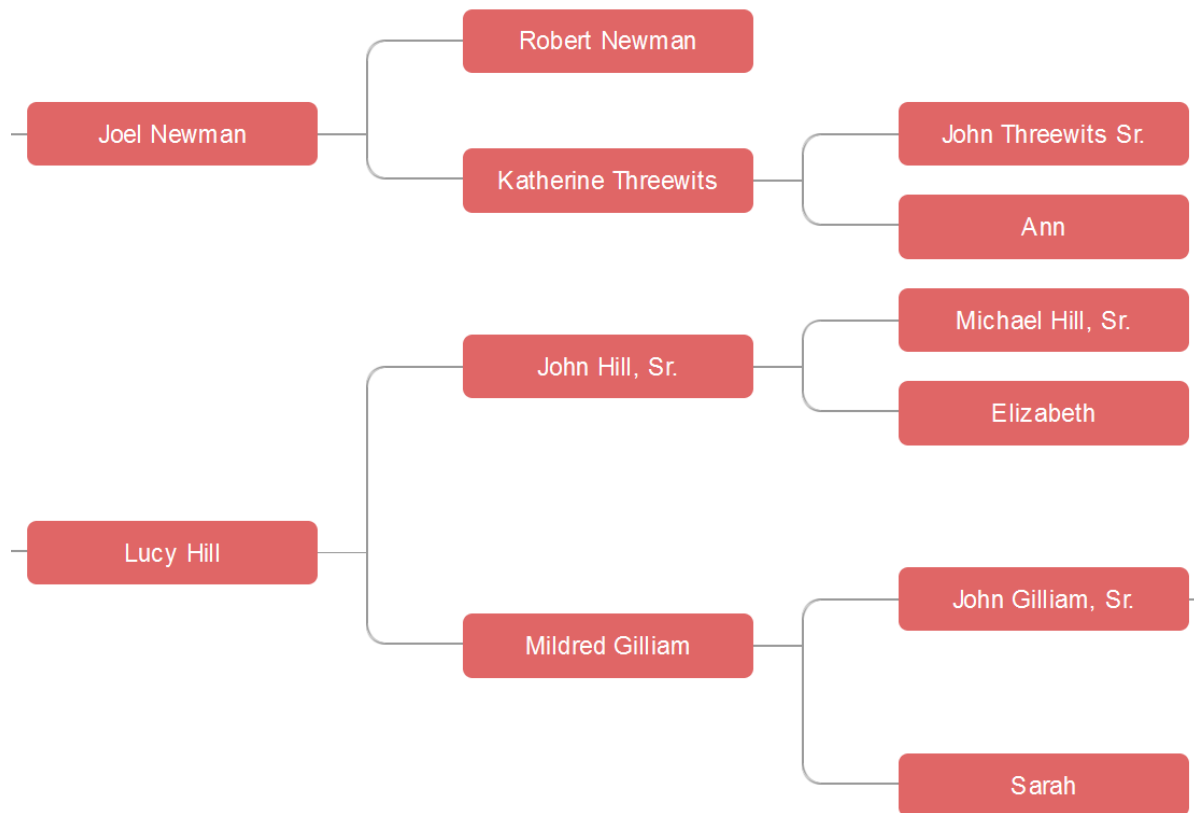 Robert Newman
Joel Newman
Katherine Threewits
John Threewits Sr.
Ann
Michael Hill, Sr.
John Hill, Sr.
Elizabeth
Lucy Hill
Mildred Gilliam
John Gilliam, Sr.
Sarah